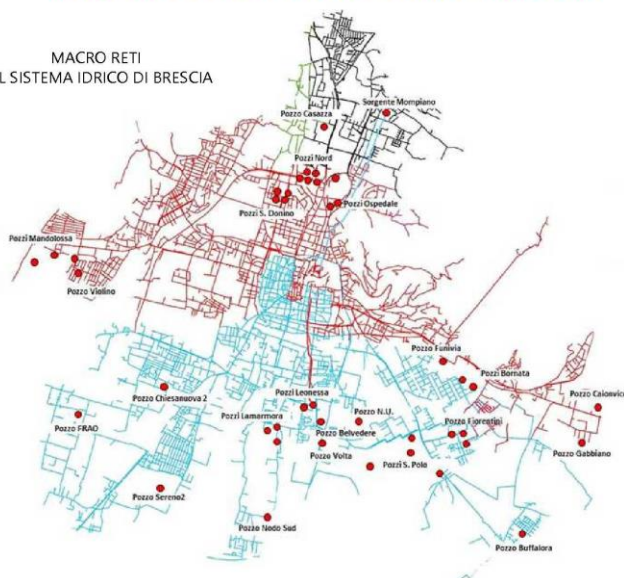 MACRO RETI
L SISTEMA IDRICO DI BRESCIA
Sorgente Mompiano
Pozzo Casazza
Pozzi Nord
Pozzi S. Donino
Pozzi Ospedale
Pozzi Mandolossa
Pozzo Violino
Pozzo Funivia
Pozzi Bornata
Pozzo Chiesanuova 2
Pozzi Leonessa
Pozzo Caionvico
Pozzo FRAO
Pozzi Lamarmora
Pozzo N.U.
Pozzo Belvedere
Pozzo Fiorentini
Pozzo Gabbiano
Pozzo Volta
Pozzi S. Polo
Pozzo Sereno2
Pozzo Nodo Sud
Pozzo Buffalora